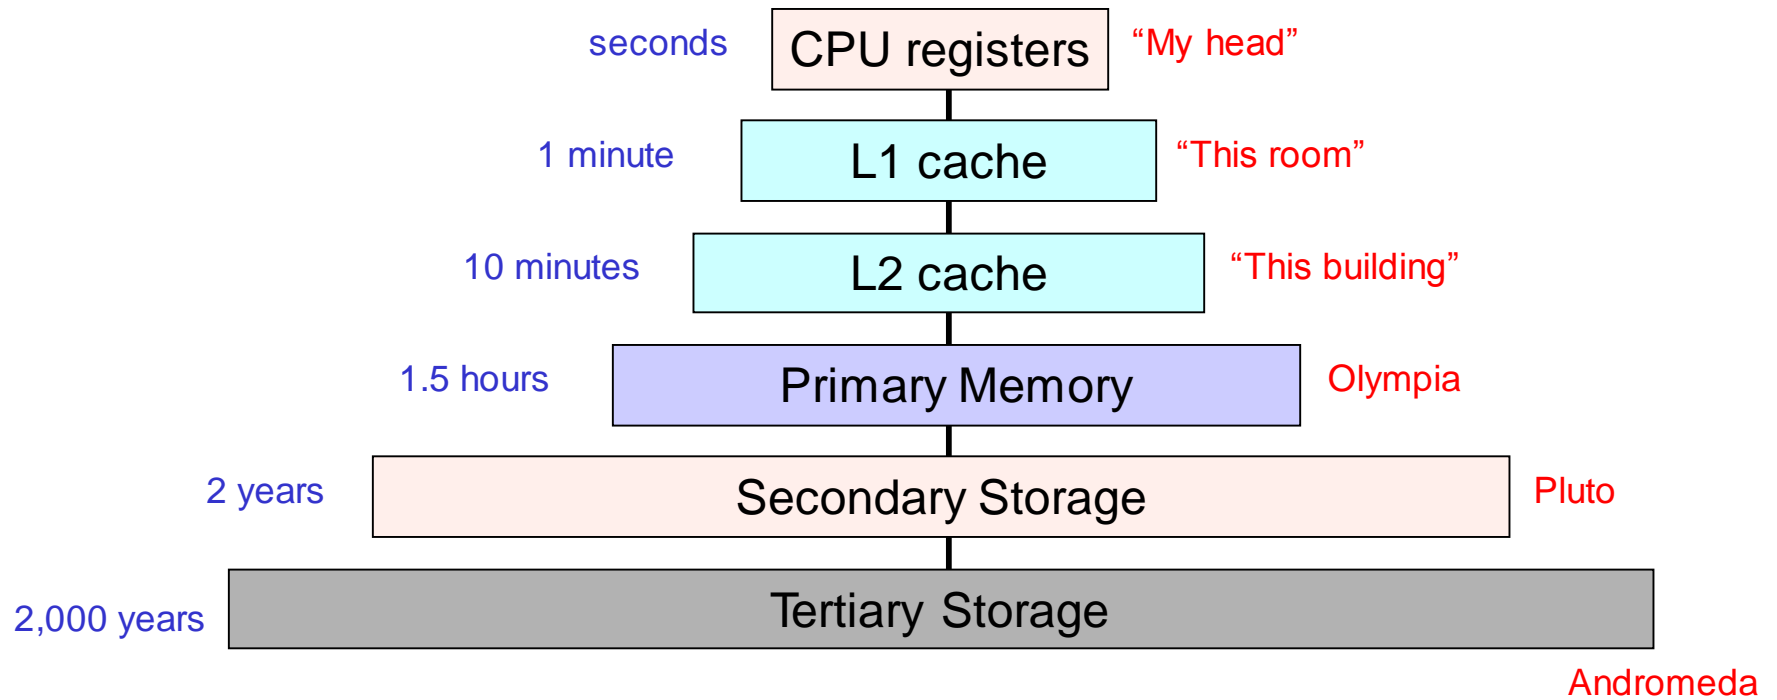 seconds CPU registers “My head”
1 minute L1 cache “This room”
10 minutes L2 cache “This building”
1.5 hours Primary Memory Olympia
2 years Secondary Storage Pluto
2,000 years Tertiary Storage
Andromeda